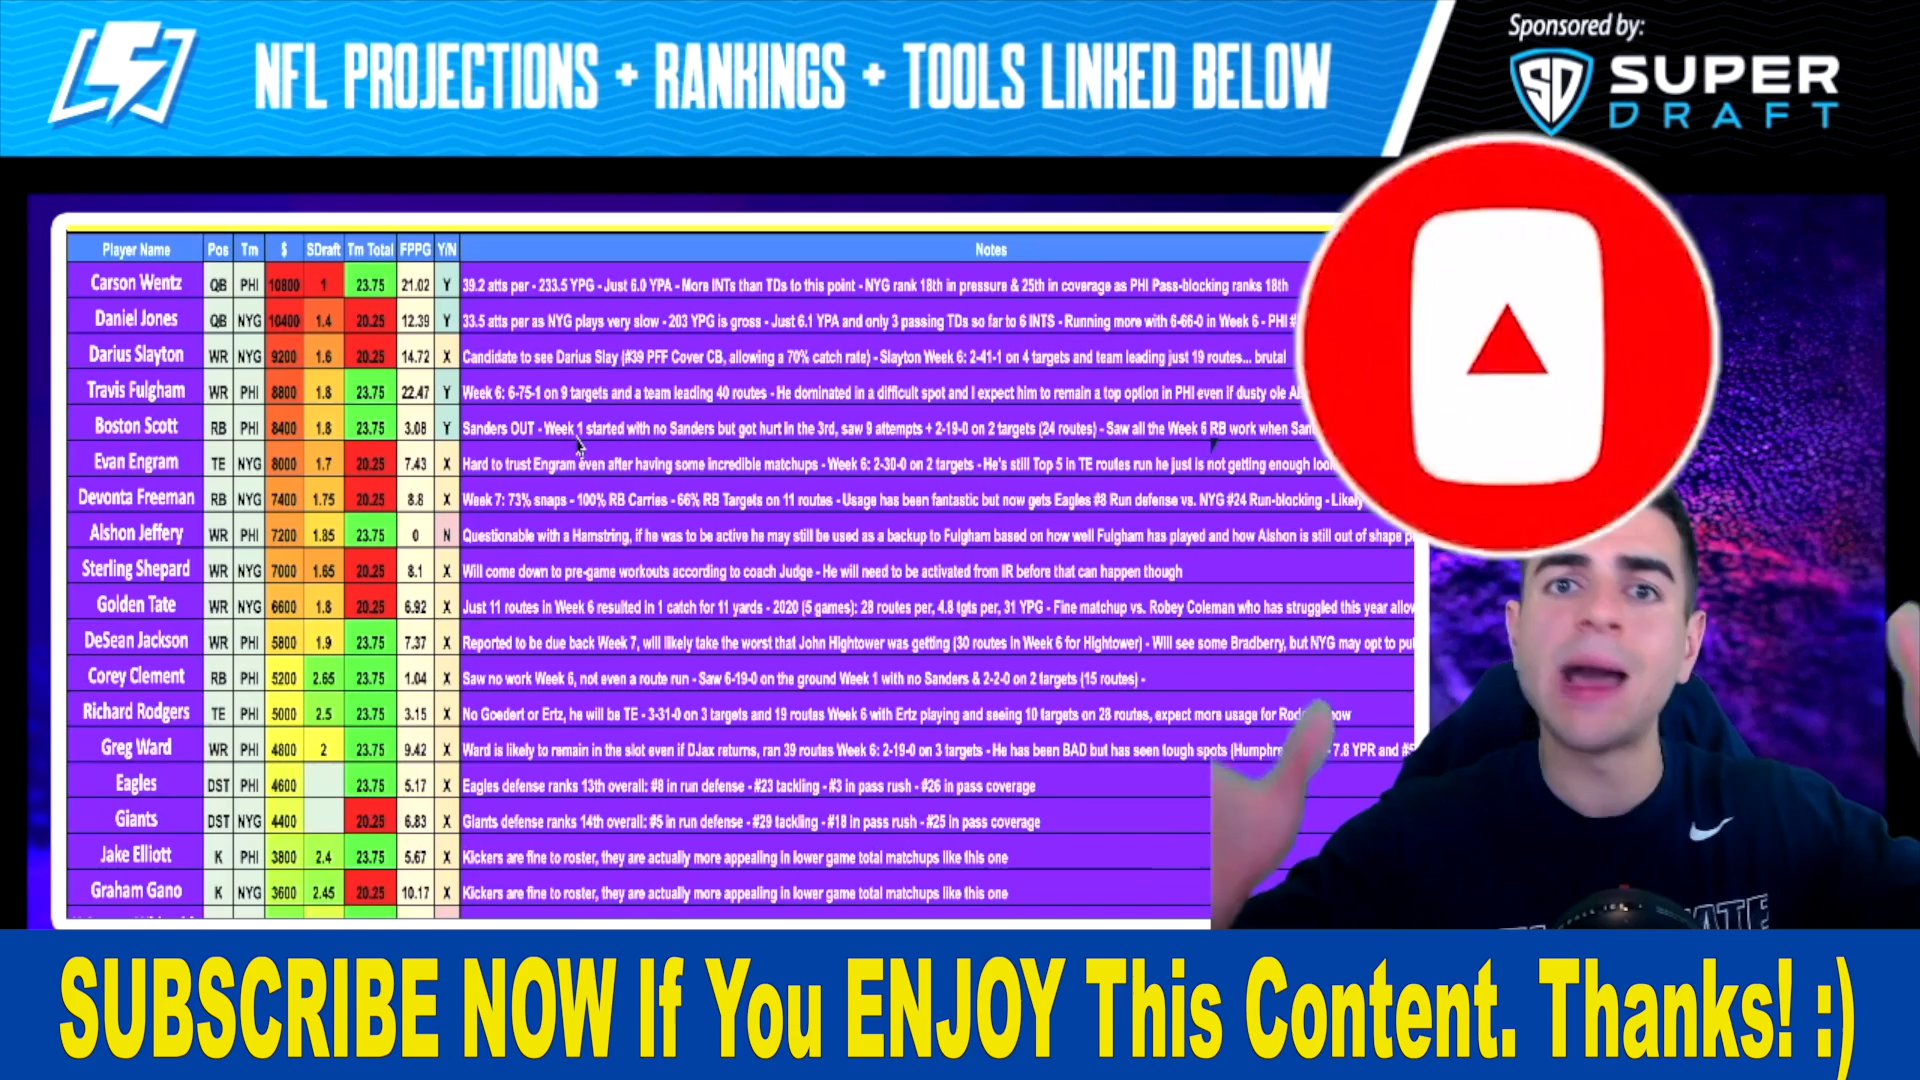 NFL PROJECTIONS + RANKINGS + TOOLS LINKED BELOW
Sponsored by:
SD SUPER
DRAFT
Player Name Pos Tm $ SDraft Tm Total FPPG Y/N Notes
Carson Wentz QB PHI 10800 1 23.75 21.02 Y 39.2 atts per - 233.5 YPG - Just 6.0 YPA - More INTs than TDs to this point - NYG rank 18th in pressure & 25th in coverage as PHI Pass-blocking ranks 18th
Daniel Jones QB NYG 10400 1.4 20.25 12.39 Y 33.5 atts per as NYG plays very slow - 203 YPG is gross - Just 6.1 YPA and only 3 passing TDs so far to 6 INTS - Running more with 6-66-0 in Week 6 - PHI
Darius Slayton WR NYG 9200 1.6 20.25 14.72 X Candidate to see Darius Slay (#39 PFF Cover CB, allowing a 70% catch rate) - Slayton Week 6: 2-41-1 on 4 targets and team leading just 19 routes... brutal
Travis Fulgham WR PHI 8800 1.8 23.75 22.47 Y Week 6: 6-75-1 on 9 targets and a team leading 40 routes - He dominated in a difficult spot and I expect him to remain a top option in PHI even if dusty ole
Boston Scott RB PHI 8400 1.8 23.75 3.08 Y Sanders OUT - Week 1 started with no Sanders but got hurt in the 3rd, saw 9 attempts + 2-19-0 on 2 targets (24 routes) - Saw all the Week 6 RB work when
Evan Engram TE NYG 8000 1.7 20.25 7.43 X Hard to trust Engram even after having some incredible matchups - Week 6: 2-30-0 on 2 targets - He's still Top 5 in TE routes run he just is not getting enough
Devonta Freeman RB NYG 7400 1.75 20.25 8.8 X Week 7: 73% snaps - 100% RB Carries - 66% RB Targets on 11 routes - Usage has been fantastic but now gets Eagles #8 Run defense vs. NYG #24 Run-blocking -
Alshon Jeffery WR PHI 7200 1.85 23.75 0 N Questionable with a Hamstring, if he was to be active he may still be used as a backup to Fulgham based on how well Fulgham has played and how Alshon is still out of shape
Sterling Shepard WR NYG 7000 1.65 20.25 8.1 X Will come down to pre-game workouts according to coach Judge - He will need to be activated from IR before that can happen though
Golden Tate WR NYG 6600 1.8 20.25 6.92 X Just 11 routes in Week 6 resulted in 1 catch for 11 yards - 2020 (5 games): 28 routes per, 4.8 tgts per, 31 YPG - Fine matchup vs. Robey Coleman who has struggled this year
DeSean Jackson WR PHI 5800 1.9 23.75 7.37 X Reported to be due back Week 7, will likely take the worst that John Hightower was getting (30 routes in Week 6 for Hightower) - Will see some Bradberry, but NYG may opt to
Corey Clement RB PHI 5200 2.65 23.75 1.04 X Saw no work Week 6, not even a route run - Saw 6-19-0 on the ground Week 1 with no Sanders & 2-2-0 on 2 targets (15 routes) -
Richard Rodgers TE PHI 5000 2.5 23.75 3.15 X No Goedert or Ertz, he will be TE - 3-31-0 on 3 targets and 19 routes Week 6 with Ertz playing and seeing 10 targets on 28 routes, expect more usage for
Greg Ward WR PHI 4800 2 23.75 9.42 X Ward is likely to remain in the slot even if DJax returns, ran 39 routes Week 6: 2-19-0 on 3 targets - He has been BAD but has seen tough spots 7.8 YPR and
Eagles DST PHI 4600 23.75 5.17 X Eagles defense ranks 13th overall: #8 in run defense - #23 tackling - #3 in pass rush - #26 in pass coverage
Giants DST NYG 4400 20.25 6.83 X Giants defense ranks 14th overall: #5 in run defense - #29 tackling - #18 in pass rush - #25 in pass coverage
Jake Elliott K PHI 3800 2.4 23.75 5.67 X Kickers are fine to roster, they are actually more appealing in lower game total matchups like this one
Graham Gano K NYG 3600 2.45 20.25 10.17 X Kickers are fine to roster, they are actually more appealing in lower game total matchups like this one
SUBSCRIBE NOW If You ENJOY This Content. Thanks! :)